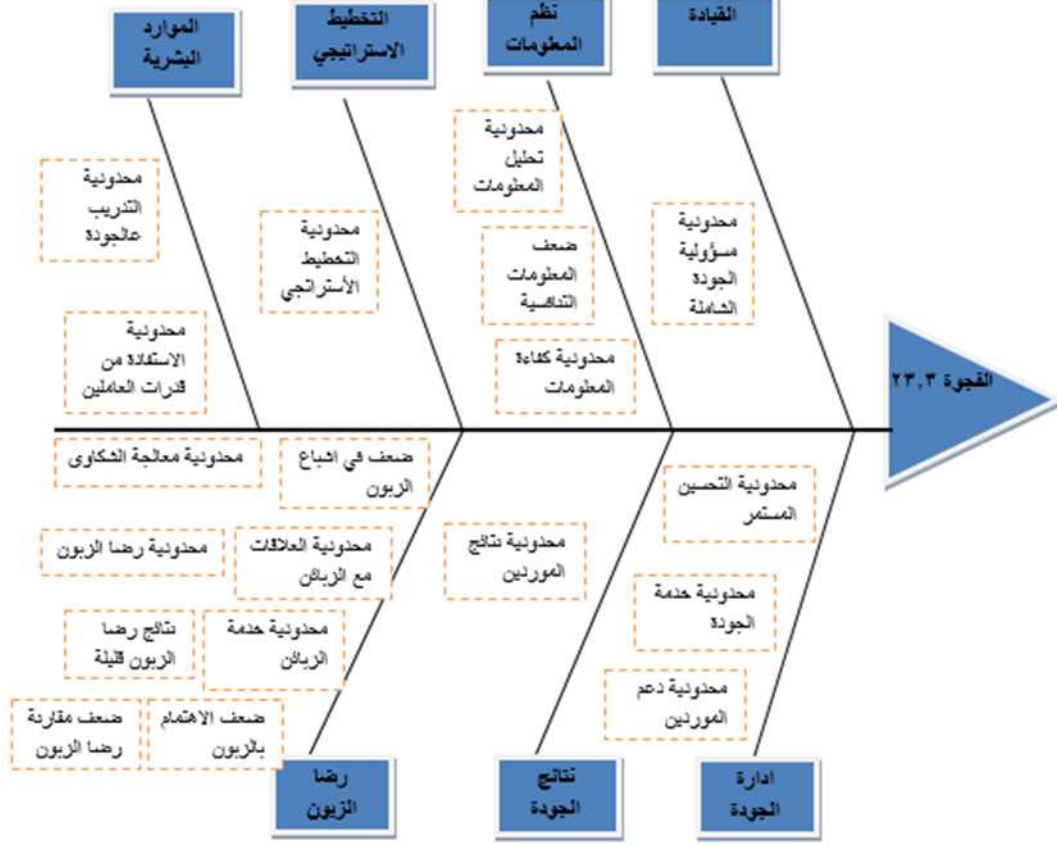 القيادة
نظم
المعلومات
التخطيط
الاستراتيجي
الموارد
البشرية
محدودية
مسؤولية
الجودة
الشاملة
محدودية
تحليل
المعلومات
ضعف
المعلومات
التنافسية
محدودية كفاءة
المعلومات
محدودية
التخطيط
الأستراتجي
محدودية
التدريب
عالجودة
محدودية
الاستفادة من
قدرات العاملين
الفجوة ٢٣,٣
محدودية التحسين
المستمر
محدودية خدمة
الجودة
محدودية دعم
الموردين
محدودية نتائج
الموردين
ضعف في اشباع
الزبون
محدودية معالجة الشكاوى
محدودية العلاقات
مع الزبائن
محدودية رضا الزبون
محدودية خدمة
الزبائن
نتائج رضا
الزبون قليلة
ضعف الاهتمام
بالزبون
ضعف مقارنة
رضا الزبون
ادارة
الجودة
نتائج
الجودة
رضا
الزبون